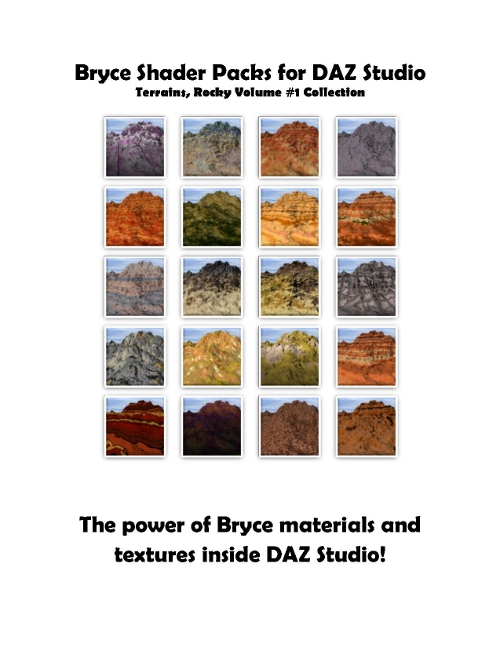 Bryce Shader Packs for DAZ Studio
Terrains, Rocky Volume #1 Collection
The power of Bryce materials and
textures inside DAZ Studio!